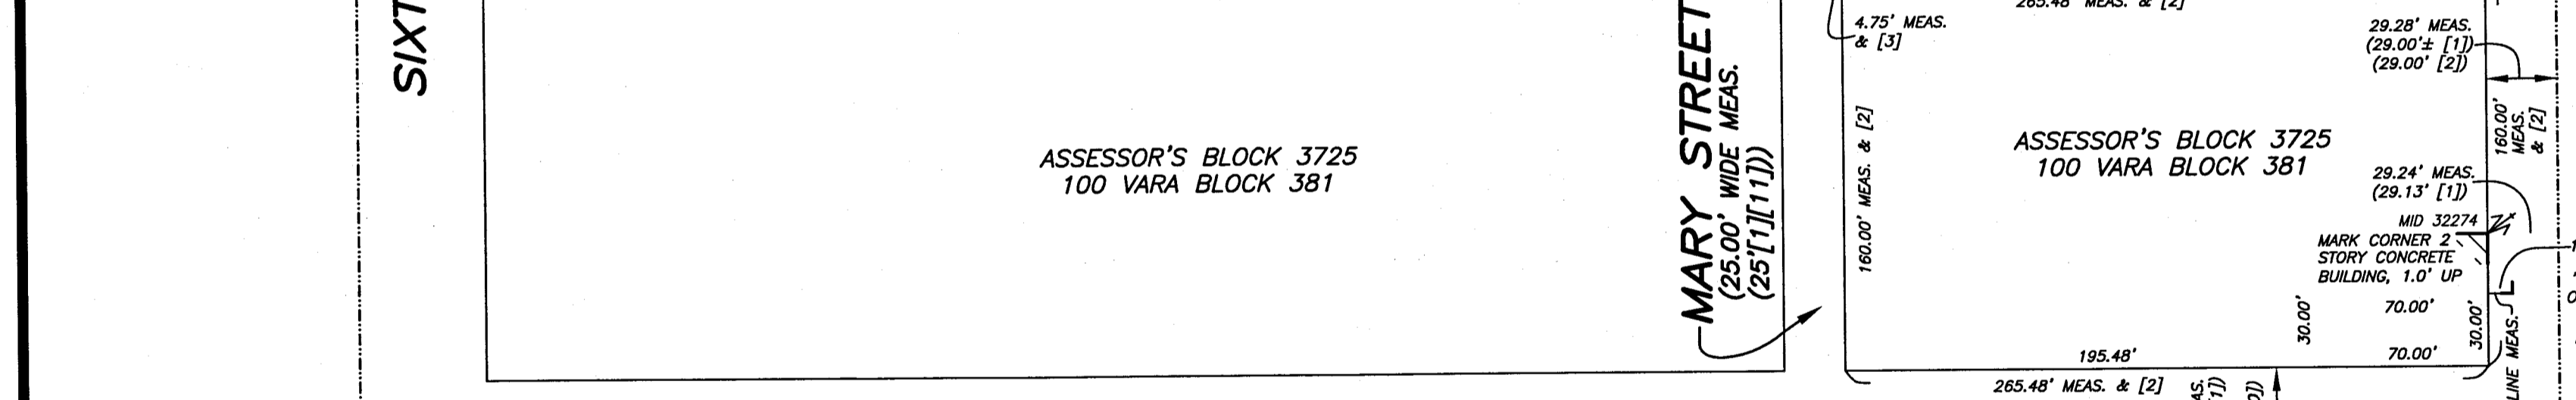 SIXT
ASSESSOR'S BLOCK 3725
100 VARA BLOCK 381
MARY STREET
(25.00' WIDE MEAS.
(25'[1][11]))
265.48' MEAS. & [2]
4.75' MEAS.
& [3]
160.00' MEAS. & [2]
29.28' MEAS.
(29.00'± [1])
(29.00' [2])
160.00'
MEAS.
& [2]
ASSESSOR'S BLOCK 3725
100 VARA BLOCK 381
29.24' MEAS.
(29.13' [1])
MID 32274
MARK CORNER 2
STORY CONCRETE
BUILDING, 1.0' UP
30.00'
70.00'
30.00'
195.48'
70.00'
LINE MEAS.
265.48' MEAS. & [2]